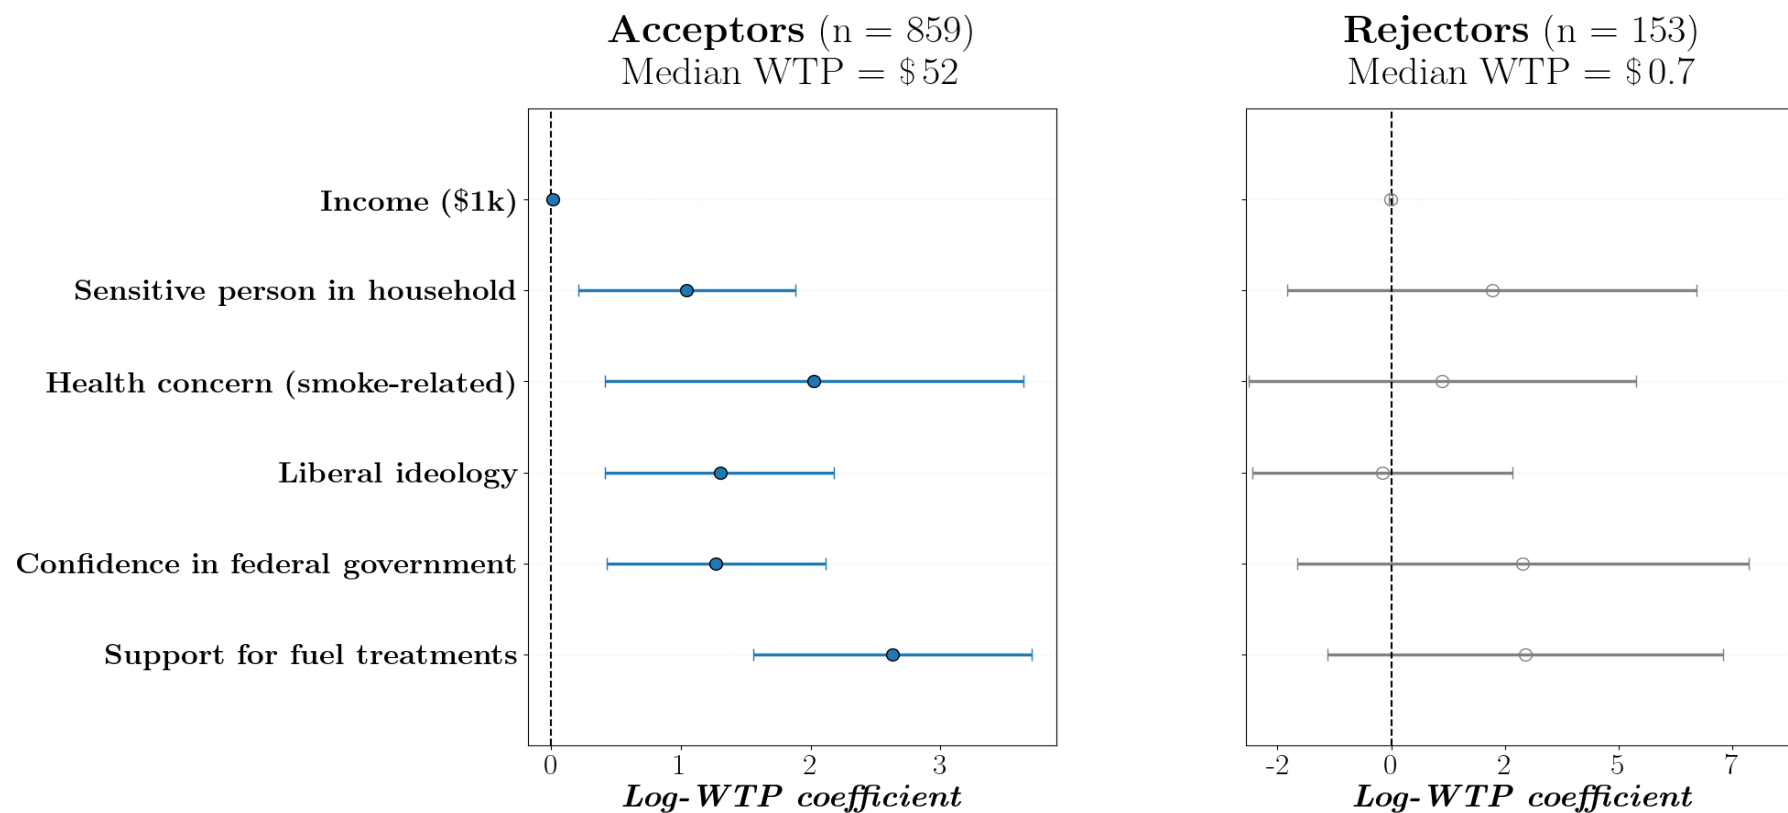 Acceptors (n = 859)
Median WTP = $52
Rejectors (n = 153)
Median WTP = $0.7
Income ($1k)
Sensitive person in household
Health concern (smoke-related)
Liberal ideology
Confidence in federal government
Support for fuel treatments
0 1 2 3
Log-WTP coefficient
-2 0 2 5 7
Log-WTP coefficient